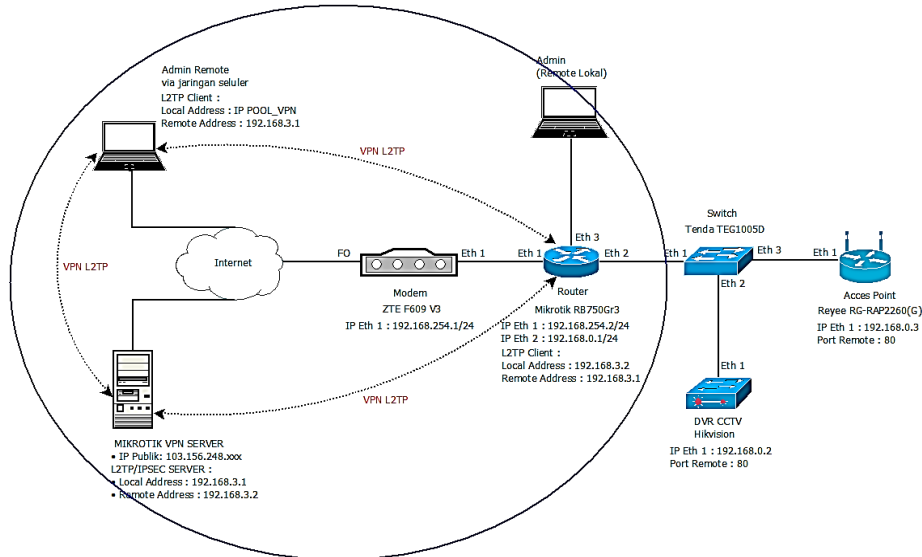 Admin Remote
via jaringan seluler
L2TP Client :
Local Address : IP POOL_VPN
Remote Address : 192.168.3.1
Admin
(Remote Lokal)
VPN L2TP
VPN L2TP
Internet
FO
Eth 1
Modem
ZTE F609 V3
IP Eth 1 : 192.168.254.1/24
Eth 3
Eth 1
Eth 2
Router
Mikrotik RB750Gr3
IP Eth 1 : 192.168.254.2/24
IP Eth 2 : 192.168.0.1/24
L2TP Client :
Local Address : 192.168.3.2
Remote Address : 192.168.3.1
Switch
Tenda TEG1005D
Eth 1
Eth 3
Eth 2
Eth 1
Acces Point
Reyee RG-RAP2260(G)
IP Eth 1 : 192.168.0.3
Port Remote : 80
Eth 1
DVR CCTV
Hikvision
IP Eth 1 : 192.168.0.2
Port Remote : 80
VPN L2TP
MIKROTIK VPN SERVER
• IP Publik: 103.156.248.xxx
L2TP/IPSEC SERVER :
• Local Address : 192.168.3.1
• Remote Address : 192.168.3.2